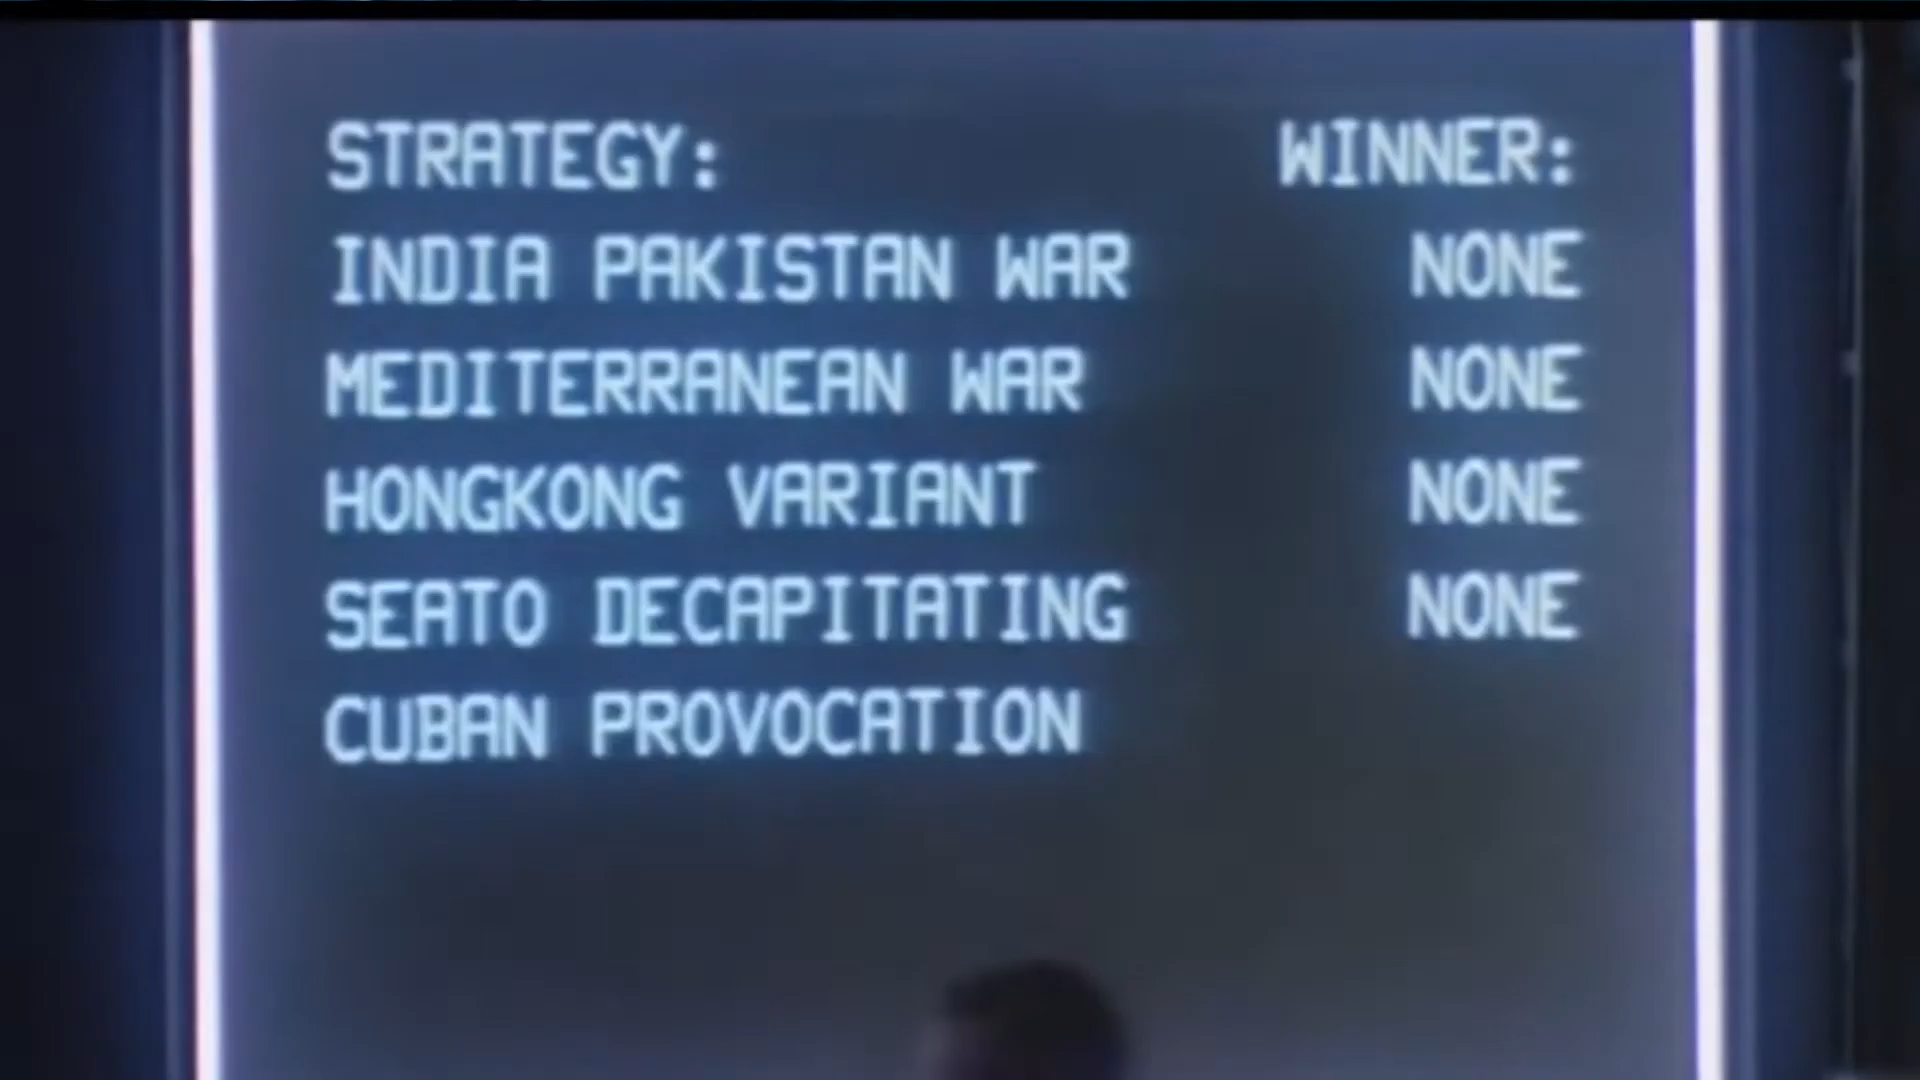 STRATEGY: WINNER:
INDIA PAKISTAN WAR NONE
MEDITERRANEAN WAR NONE
HONGKONG VARIANT NONE
SEATO DECAPITATING NONE
CUBAN PROVOCATION